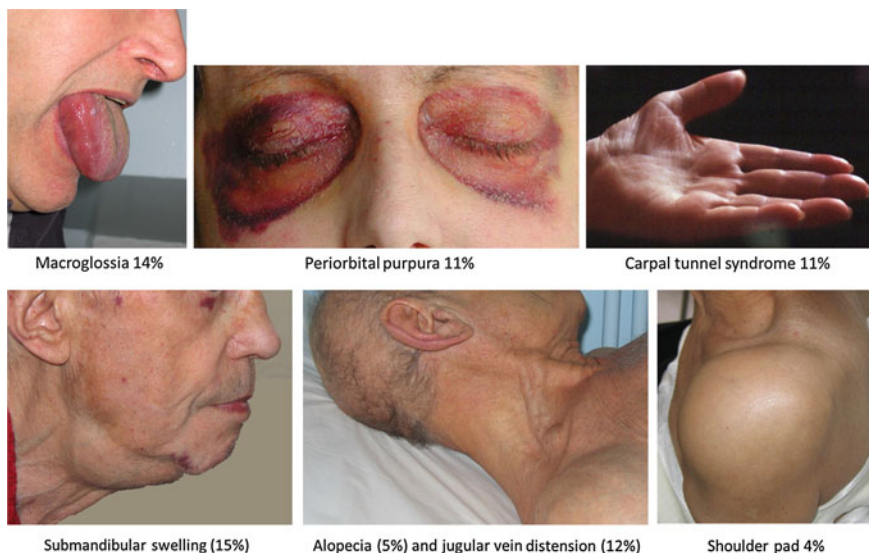 Macroglossia 14%
Periorbital purpura 11%
Carpal tunnel syndrome 11%
Submandibular swelling (15%)
Alopecia (5%) and jugular vein distension (12%)
Shoulder pad 4%